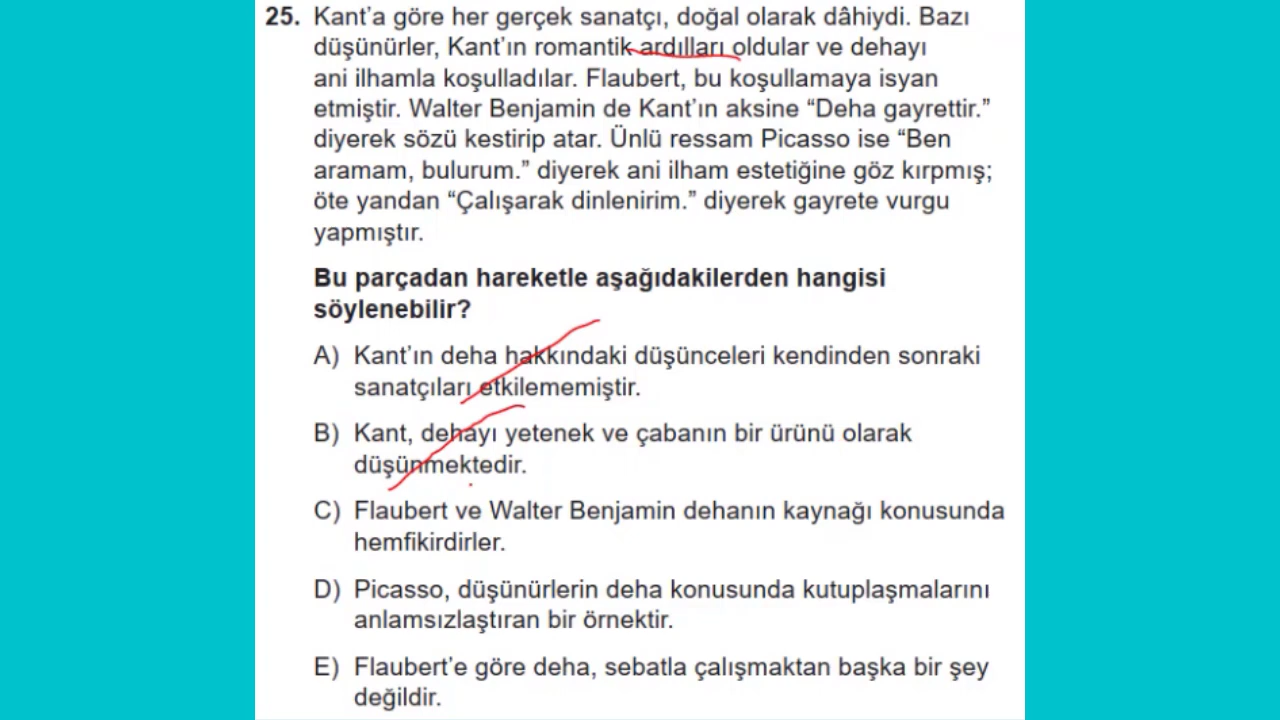 25. Kant’a göre her gerçek sanatçı, doğal olarak dâhiydi. Bazı
düşünürler, Kant’ın romantik ardılları oldular ve dehayı
ani ilhamla koşulladılar. Flaubert, bu koşullamaya isyan
etmiştir. Walter Benjamin de Kant’ın aksine “Deha gayrettir.”
diyerek sözü kestirip atar. Ünlü ressam Picasso ise “Ben
aramam, bulurum.” diyerek ani ilham estetiğine göz kırpmış;
öte yandan “Çalışarak dinlenirim.” diyerek gayrete vurgu
yapmıştır.
Bu parçadan hareketle aşağıdakilerden hangisi
söylenebilir?
A) Kant’ın deha hakkındaki düşünceleri kendinden sonraki
sanatçıları etkilememiştir.
B) Kant, dehayı yetenek ve çabanın bir ürünü olarak
düşünmektedir.
C) Flaubert ve Walter Benjamin dehanın kaynağı konusunda
hemfikirdirler.
D) Picasso, düşünürlerin deha konusunda kutuplaşmalarını
anlamsızlaştıran bir örnektir.
E) Flaubert’e göre deha, sebatla çalışmaktan başka bir şey
değildir.